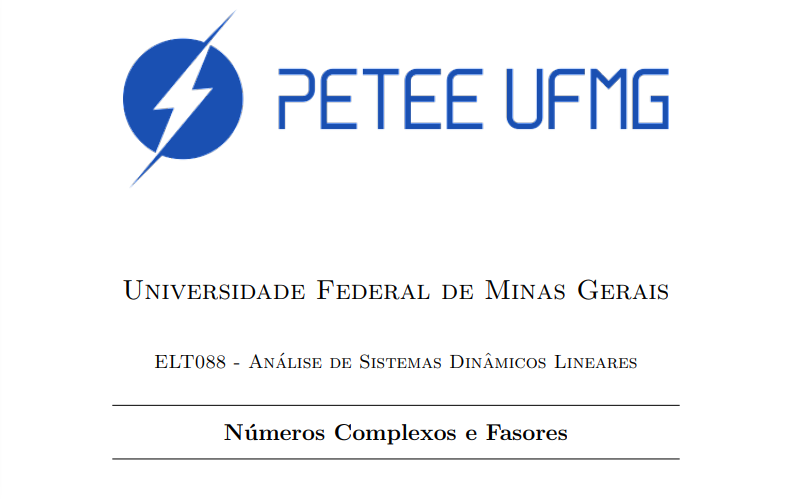 PETEE UFMG
Universidade Federal de Minas Gerais
ELT088 - Análise de Sistemas Dinâmicos Lineares
Números Complexos e Fasores